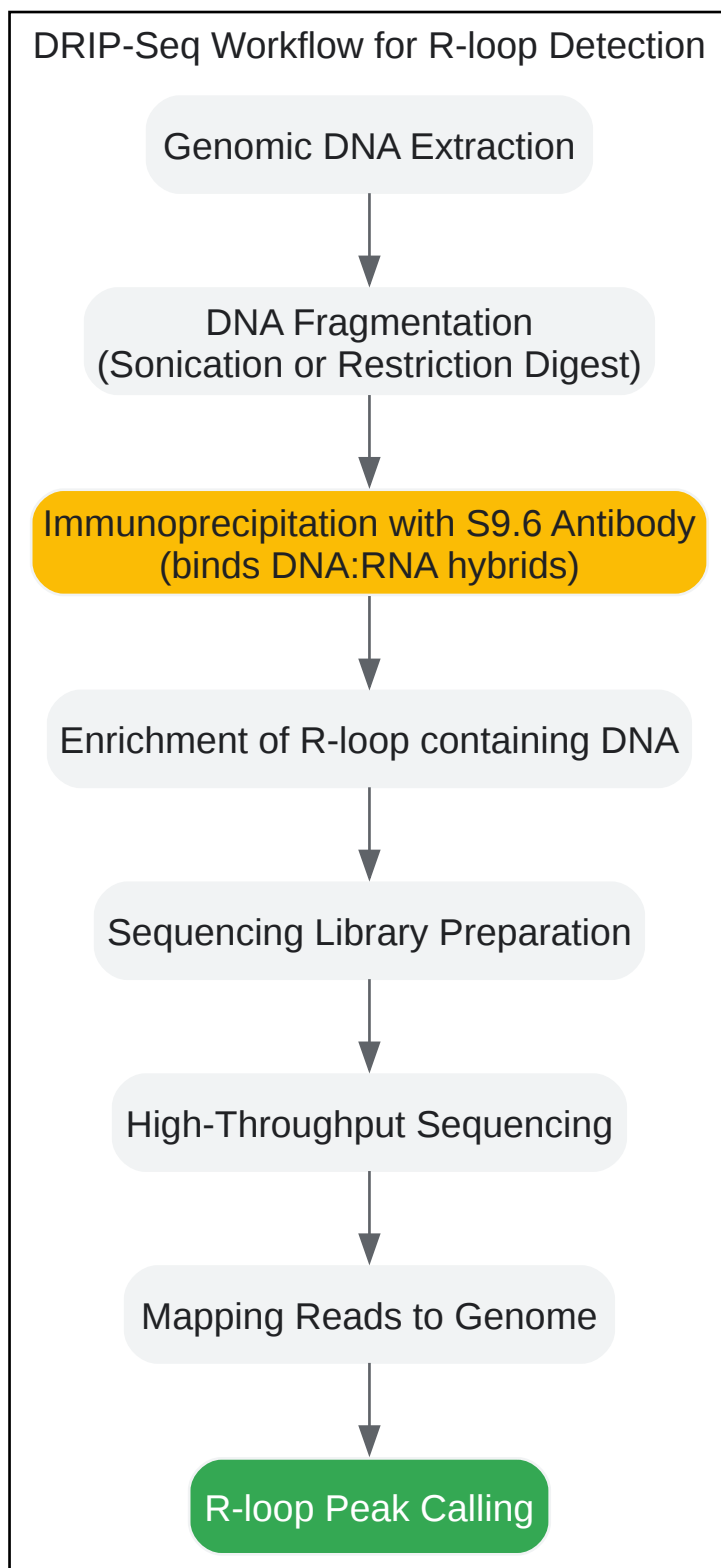 DRIP-Seq Workflow for R-loop Detection
Genomic DNA Extraction
DNA Fragmentation
(Sonication or Restriction Digest)
Immunoprecipitation with S9.6 Antibody
(binds DNA:RNA hybrids)
Enrichment of R-loop containing DNA
Sequencing Library Preparation
High-Throughput Sequencing
Mapping Reads to Genome
R-loop Peak Calling